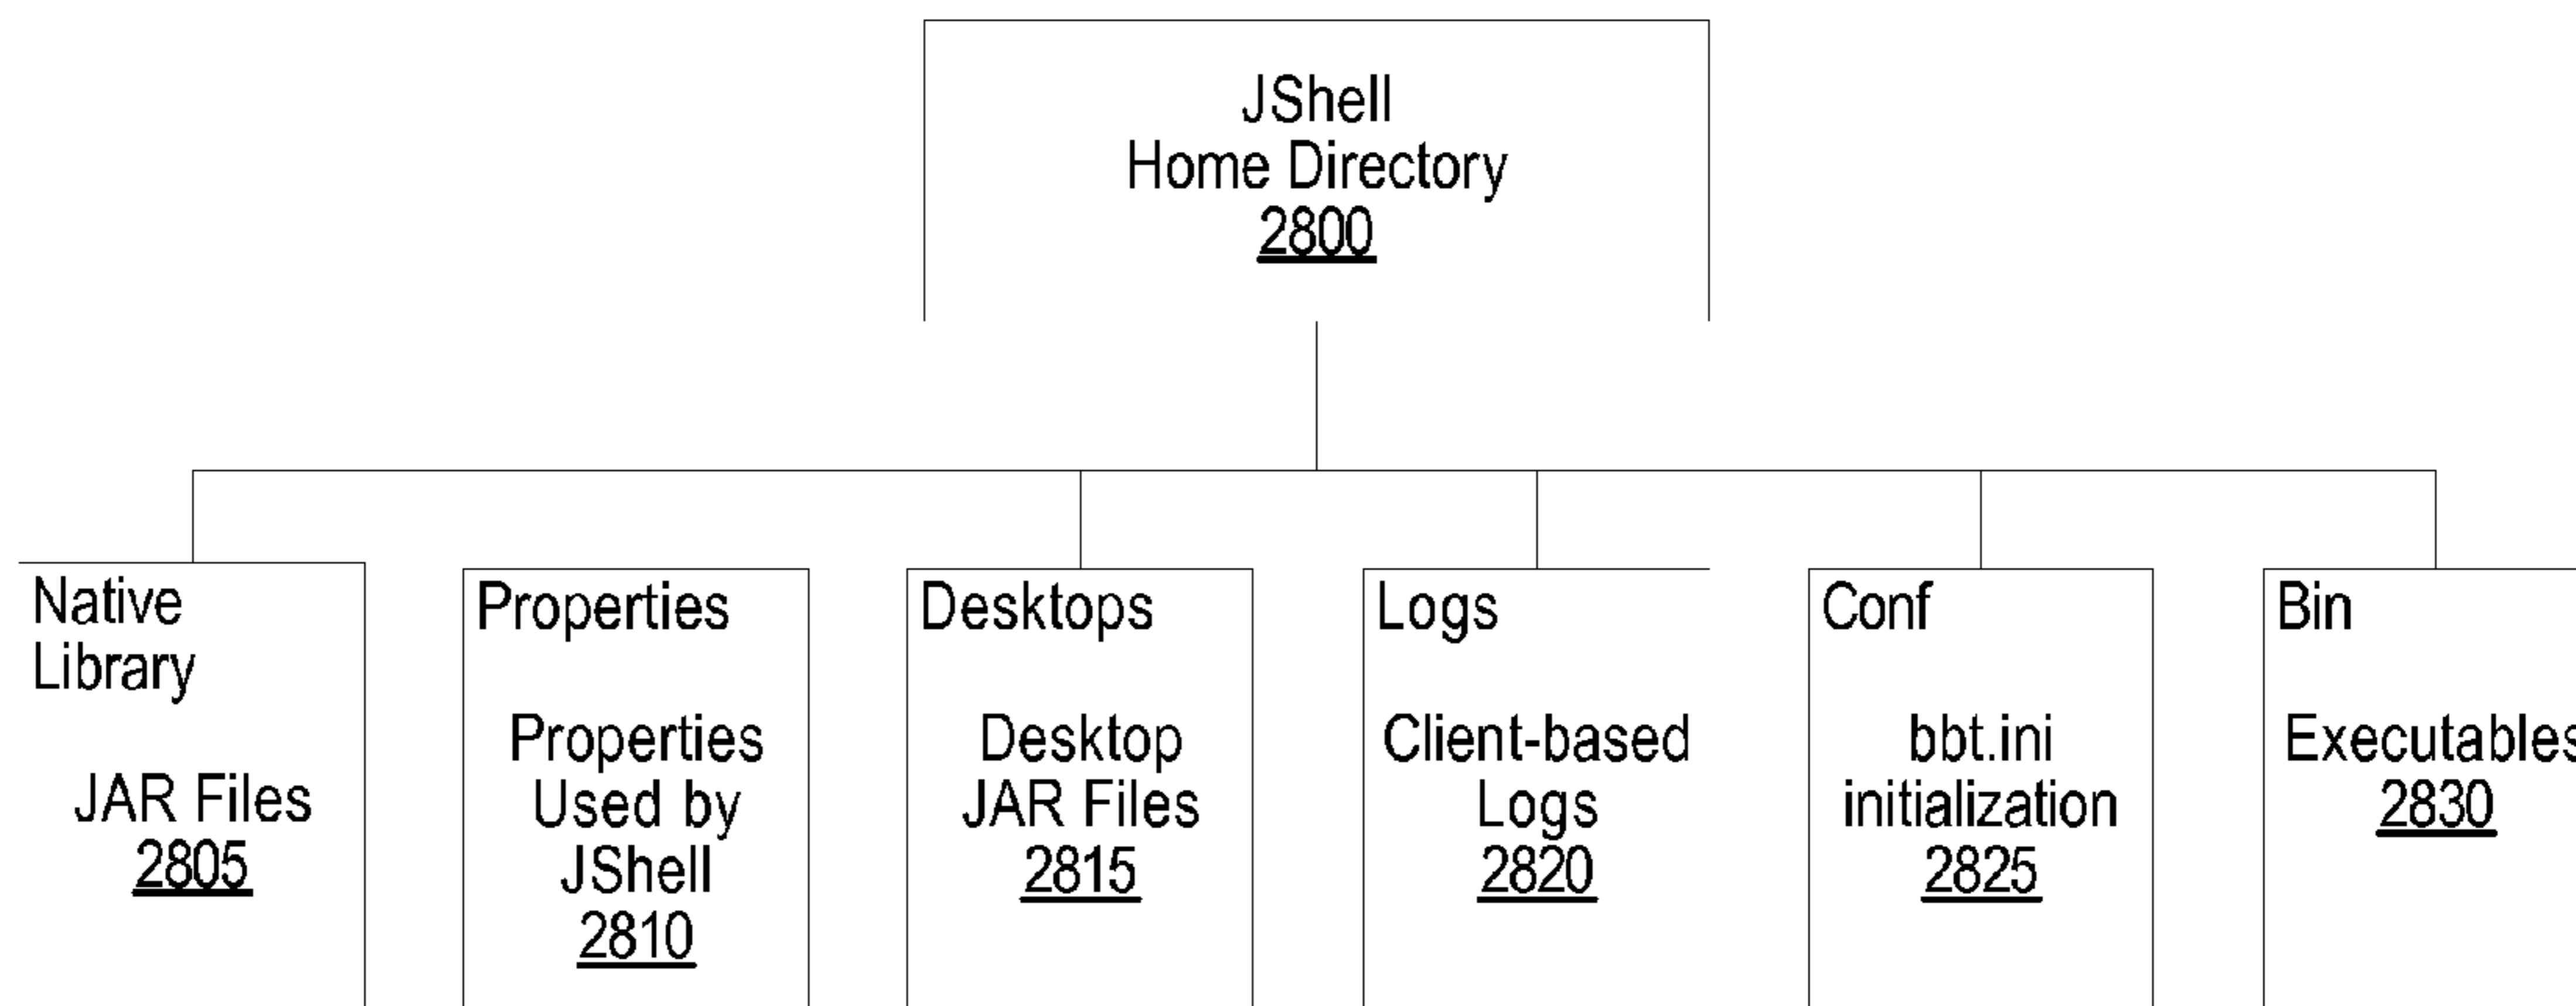 JShell
Home Directory
2800
Native
Library
JAR Files
2805
Properties
Properties
Used by
JShell
2810
Desktops
Desktop
JAR Files
2815
Logs
Client-based
Logs
2820
Conf
bbt.ini
initialization
2825
Bin
Executables
2830